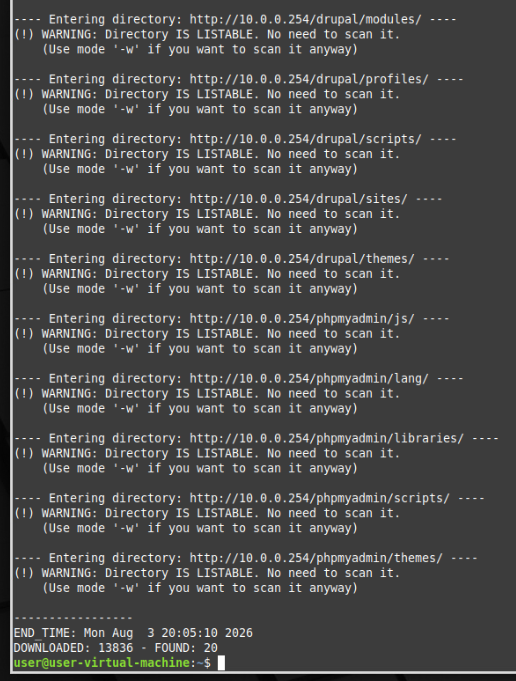 ---- Entering directory: http://10.0.0.254/drupal/modules/ ----
(!) WARNING: Directory IS LISTABLE. No need to scan it.
    (Use mode '-w' if you want to scan it anyway)

---- Entering directory: http://10.0.0.254/drupal/profiles/ ----
(!) WARNING: Directory IS LISTABLE. No need to scan it.
    (Use mode '-w' if you want to scan it anyway)

---- Entering directory: http://10.0.0.254/drupal/scripts/ ----
(!) WARNING: Directory IS LISTABLE. No need to scan it.
    (Use mode '-w' if you want to scan it anyway)

---- Entering directory: http://10.0.0.254/drupal/sites/ ----
(!) WARNING: Directory IS LISTABLE. No need to scan it.
    (Use mode '-w' if you want to scan it anyway)

---- Entering directory: http://10.0.0.254/drupal/themes/ ----
(!) WARNING: Directory IS LISTABLE. No need to scan it.
    (Use mode '-w' if you want to scan it anyway)

---- Entering directory: http://10.0.0.254/phpmyadmin/js/ ----
(!) WARNING: Directory IS LISTABLE. No need to scan it.
    (Use mode '-w' if you want to scan it anyway)

---- Entering directory: http://10.0.0.254/phpmyadmin/lang/ ----
(!) WARNING: Directory IS LISTABLE. No need to scan it.
    (Use mode '-w' if you want to scan it anyway)

---- Entering directory: http://10.0.0.254/phpmyadmin/libraries/ ----
(!) WARNING: Directory IS LISTABLE. No need to scan it.
    (Use mode '-w' if you want to scan it anyway)

---- Entering directory: http://10.0.0.254/phpmyadmin/scripts/ ----
(!) WARNING: Directory IS LISTABLE. No need to scan it.
    (Use mode '-w' if you want to scan it anyway)

---- Entering directory: http://10.0.0.254/phpmyadmin/themes/ ----
(!) WARNING: Directory IS LISTABLE. No need to scan it.
    (Use mode '-w' if you want to scan it anyway)

-----------------
END_TIME: Mon Aug  3 20:05:10 2026
DOWNLOADED: 13836 - FOUND: 20
user@user-virtual-machine:~$